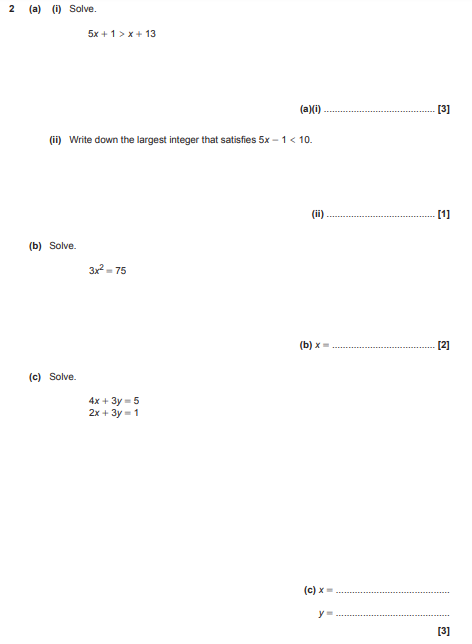 2 (a) (i) Solve.
5x + 1 > x + 13
(a)(i) ........................................ [3]
(ii) Write down the largest integer that satisfies 5x – 1 < 10.
(ii) ........................................ [1]
(b) Solve.
3x² = 75
(b) x = ........................................ [2]
(c) Solve.
4x + 3y = 5
2x + 3y = 1
(c) x = ........................................
y = ........................................
[3]